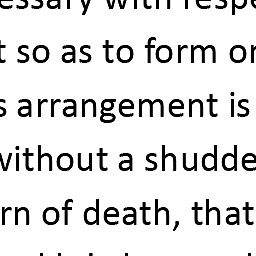 essary with respe
t so as to form or
s arrangement is
without a shudde
rn of death, that